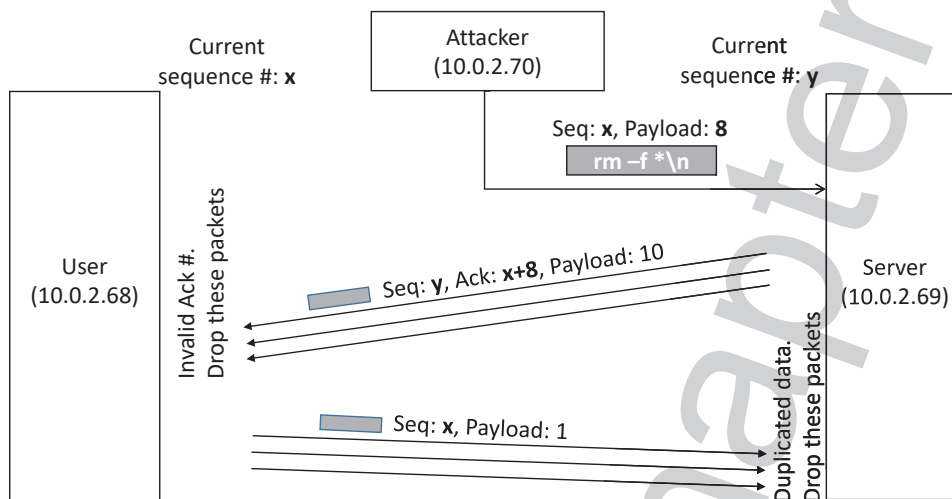 Current
sequence #: x
Attacker
(10.0.2.70)
Current
sequence #: y
Seq: x, Payload: 8
rm –f *\n
User
(10.0.2.68)
Invalid Ack #.
Drop these packets
Seq: y, Ack: x+8, Payload: 10
Server
(10.0.2.69)
Duplicated data.
Drop these packets
Seq: x, Payload: 1
hapter